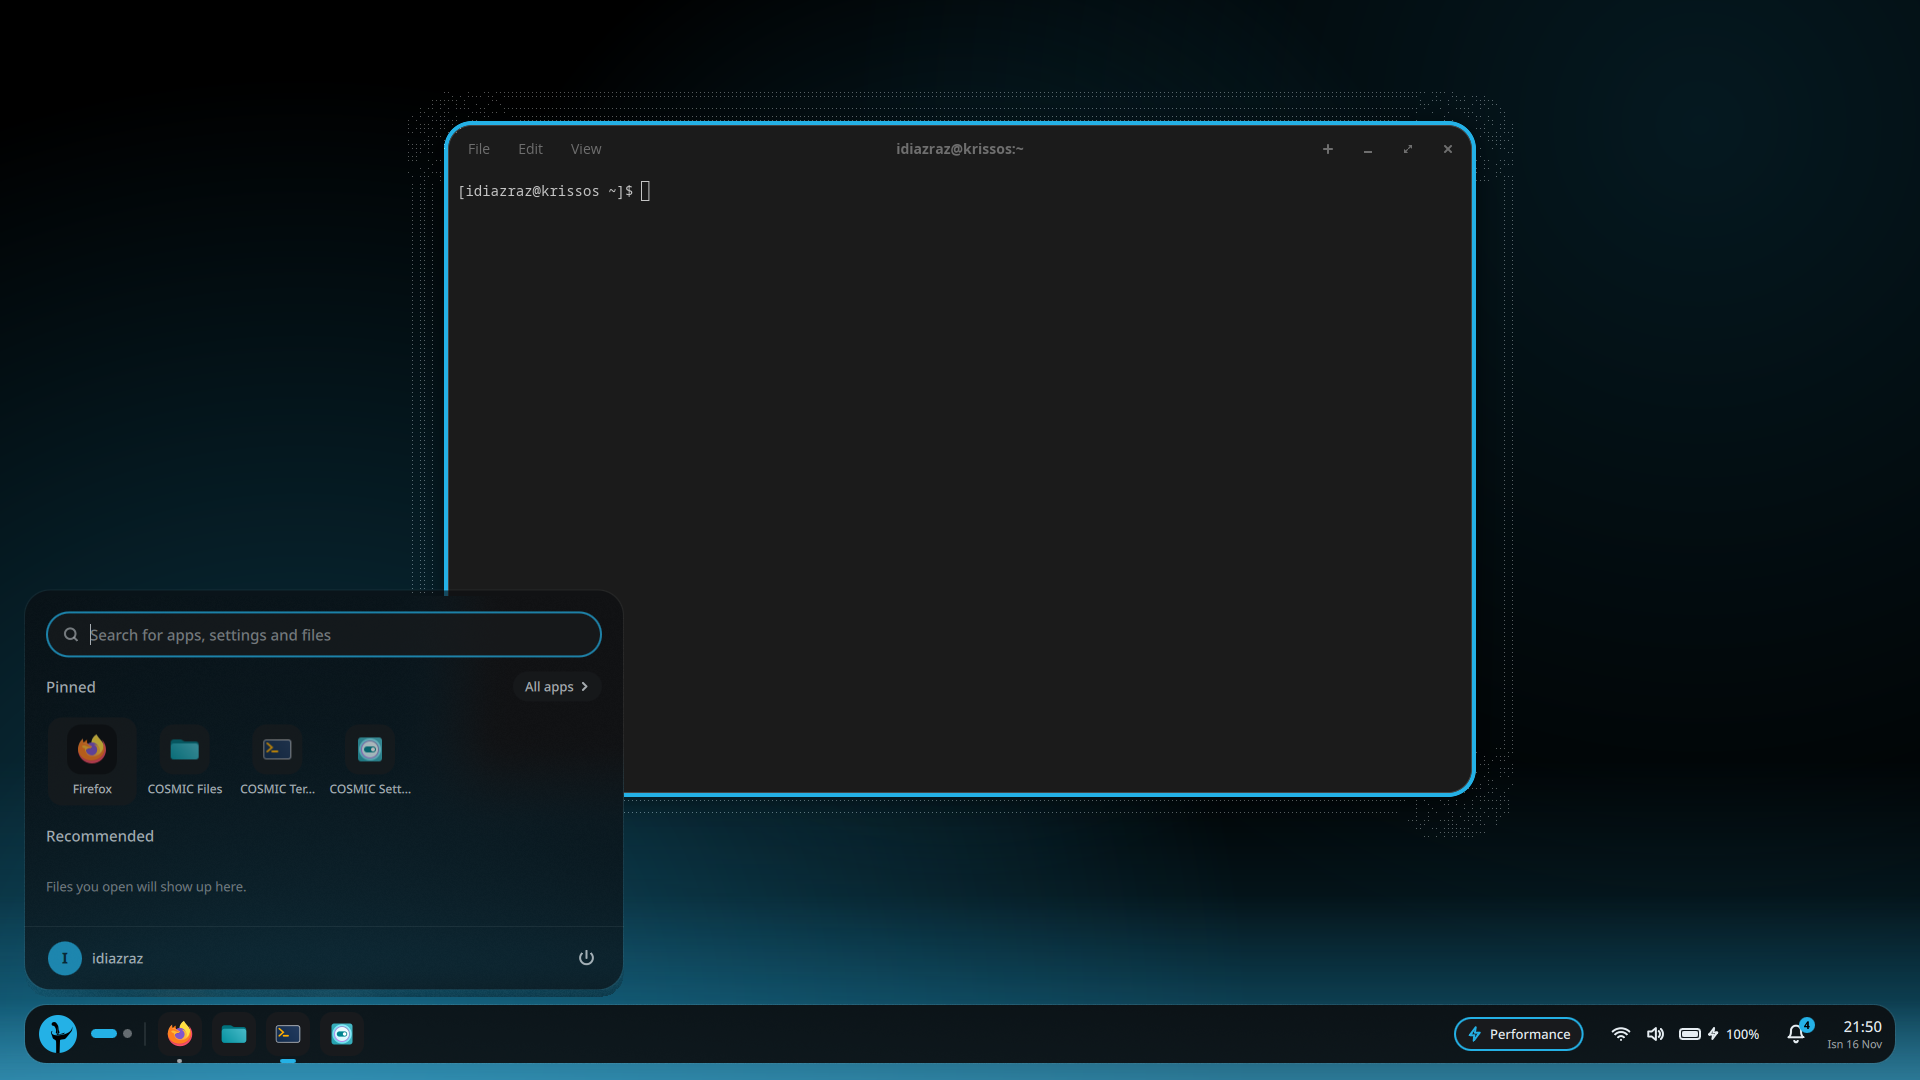 File Edit View idiazraz@krissos:~
[idiazraz@krissos ~]$
Search for apps, settings and files
Pinned All apps
Firefox COSMIC Files COSMIC Ter... COSMIC Sett...
Recommended
Files you open will show up here.
I idiazraz
Performance 100% 4 21:50
Isn 16 Nov